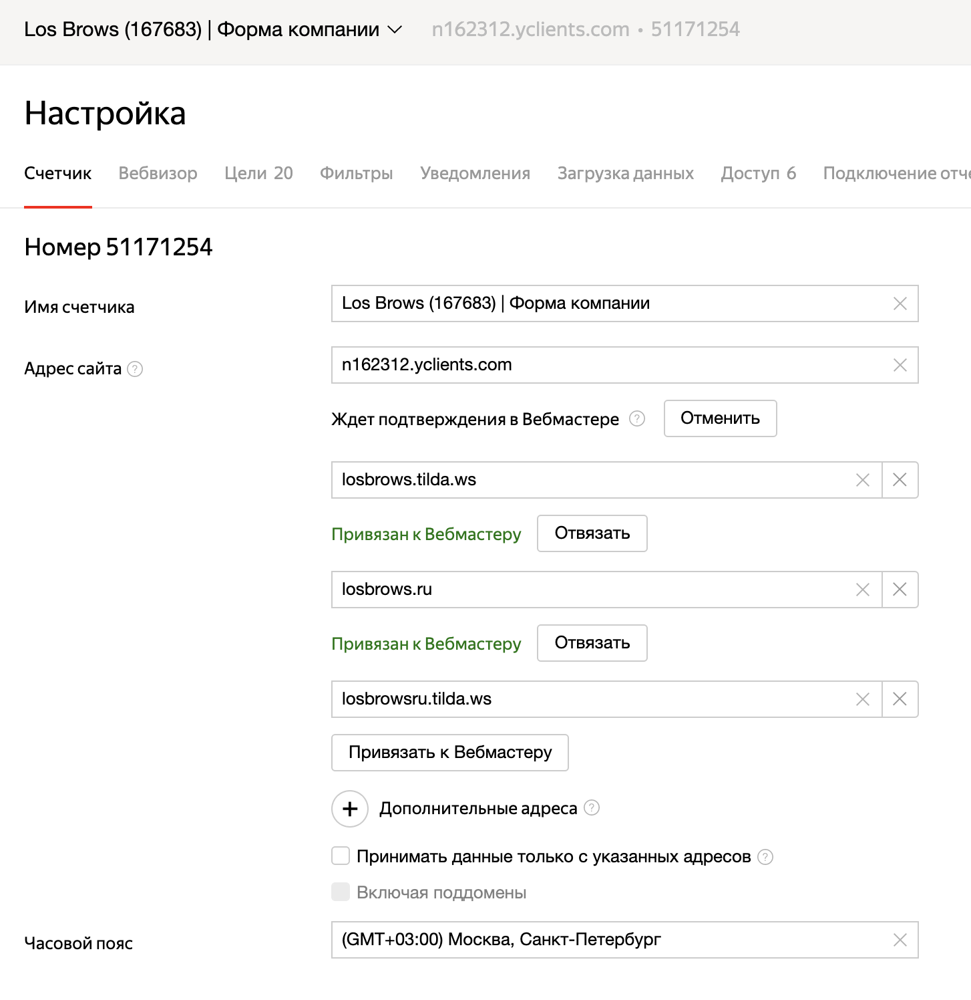 Los Brows (167683) | Форма компании n162312.yclients.com • 51171254
Настройка
Счетчик Вебвизор Цели 20 Фильтры Уведомления Загрузка данных Доступ 6 Подключение отче
Номер 51171254
Имя счетчика Los Brows (167683) | Форма компании
Адрес сайта ? n162312.yclients.com
Ждет подтверждения в Вебмастере ? Отменить
losbrows.tilda.ws
Привязан к Вебмастеру Отвязать
losbrows.ru
Привязан к Вебмастеру Отвязать
losbrowsru.tilda.ws
Привязать к Вебмастеру
+ Дополнительные адреса ?
Принимать данные только с указанных адресов ?
Включая поддомены
Часовой пояс (GMT+03:00) Москва, Санкт-Петербург